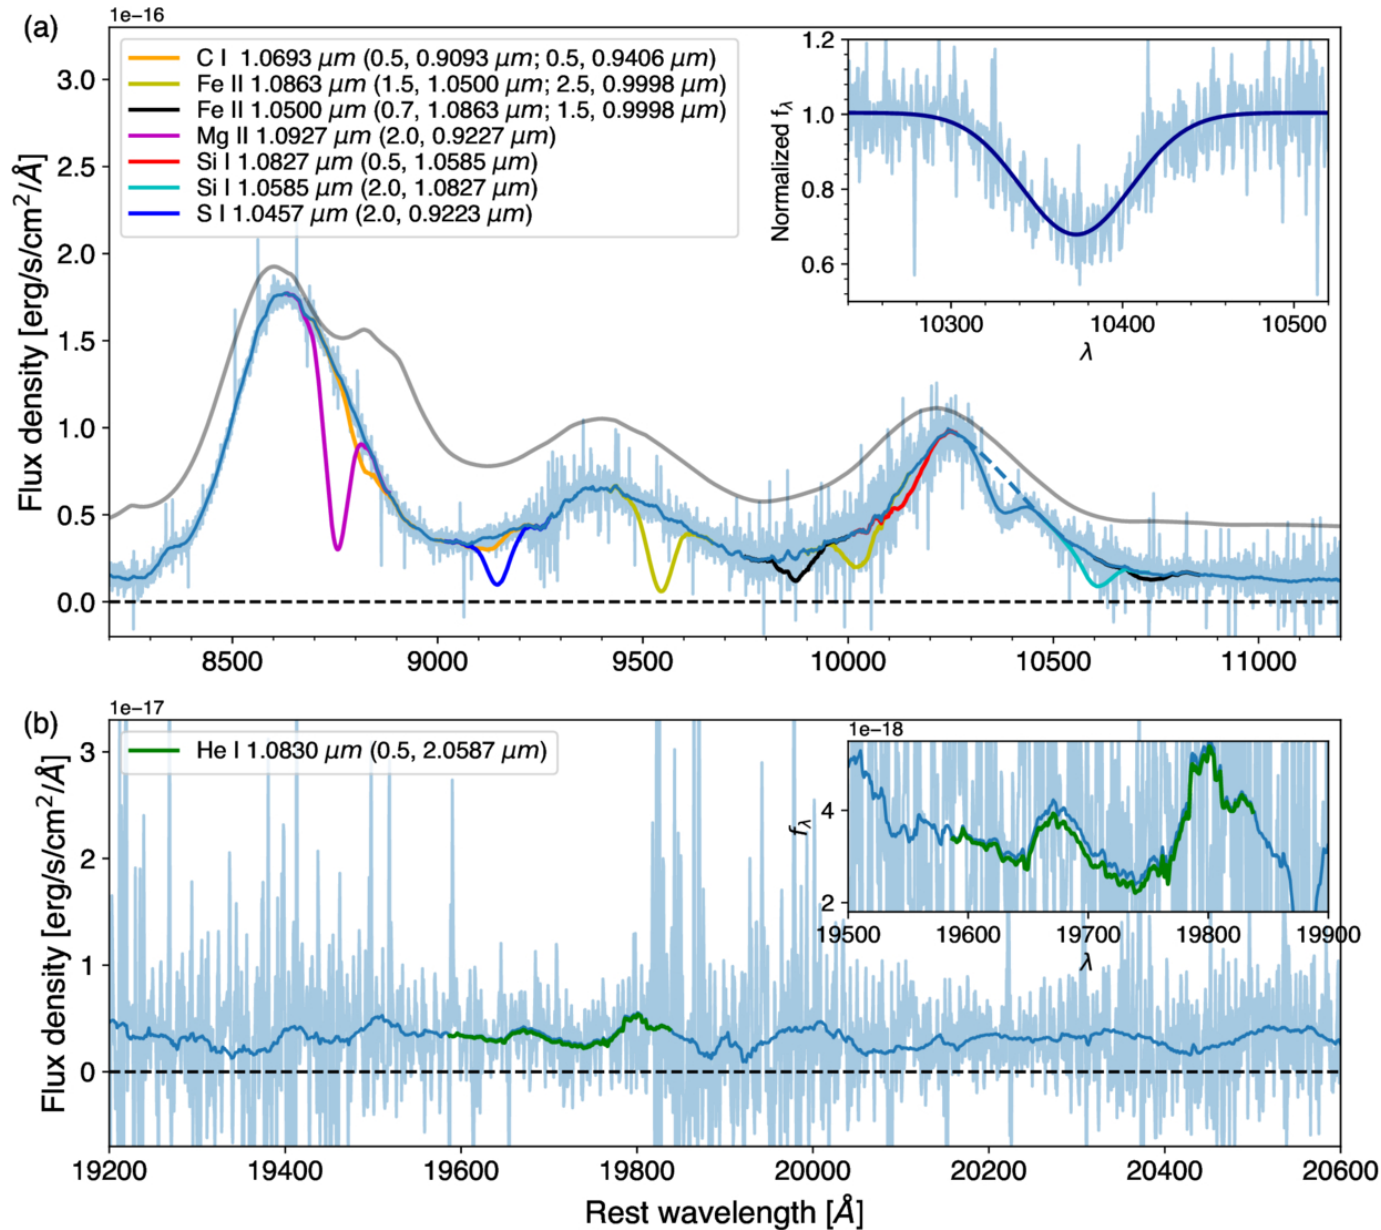 (a)
1e−16
C I 1.0693 μm (0.5, 0.9093 μm; 0.5, 0.9406 μm)
Fe II 1.0863 μm (1.5, 1.0500 μm; 2.5, 0.9998 μm)
Fe II 1.0500 μm (0.7, 1.0863 μm; 1.5, 0.9998 μm)
Mg II 1.0927 μm (2.0, 0.9227 μm)
Si I 1.0827 μm (0.5, 1.0585 μm)
Si I 1.0585 μm (2.0, 1.0827 μm)
S I 1.0457 μm (2.0, 0.9223 μm)
Flux density [erg/s/cm²/Å]
3.0
2.5
2.0
1.5
1.0
0.5
0.0
8500 9000 9500 10000 10500 11000
Normalized fλ
1.2
1.0
0.8
0.6
10300 10400 10500
λ
(b)
1e−17
He I 1.0830 μm (0.5, 2.0587 μm)
Flux density [erg/s/cm²/Å]
3
2
1
0
1e−18
fλ
4
2
19500 19600 19700 19800 19900
λ
19200 19400 19600 19800 20000 20200 20400 20600
Rest wavelength [Å]